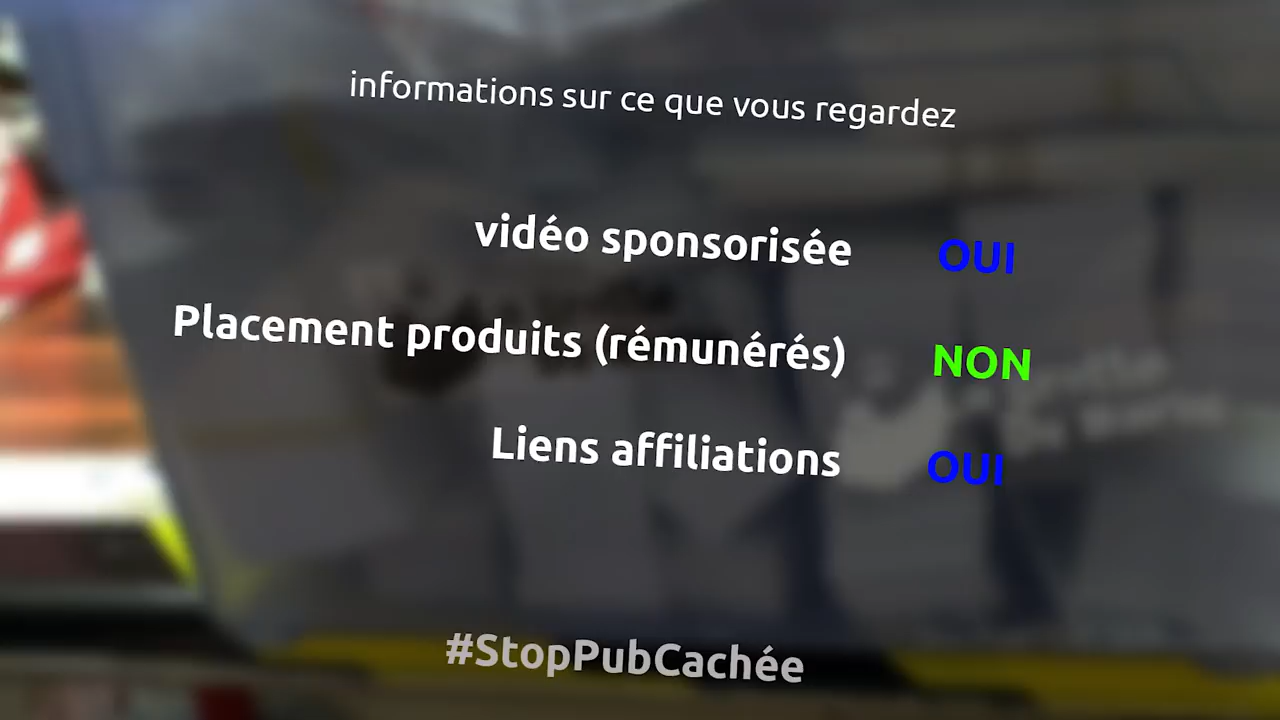 informations sur ce que vous regardez
vidéo sponsorisée OUI
Placement produits (rémunérés) NON
Liens affiliations OUI
#StopPubCachée